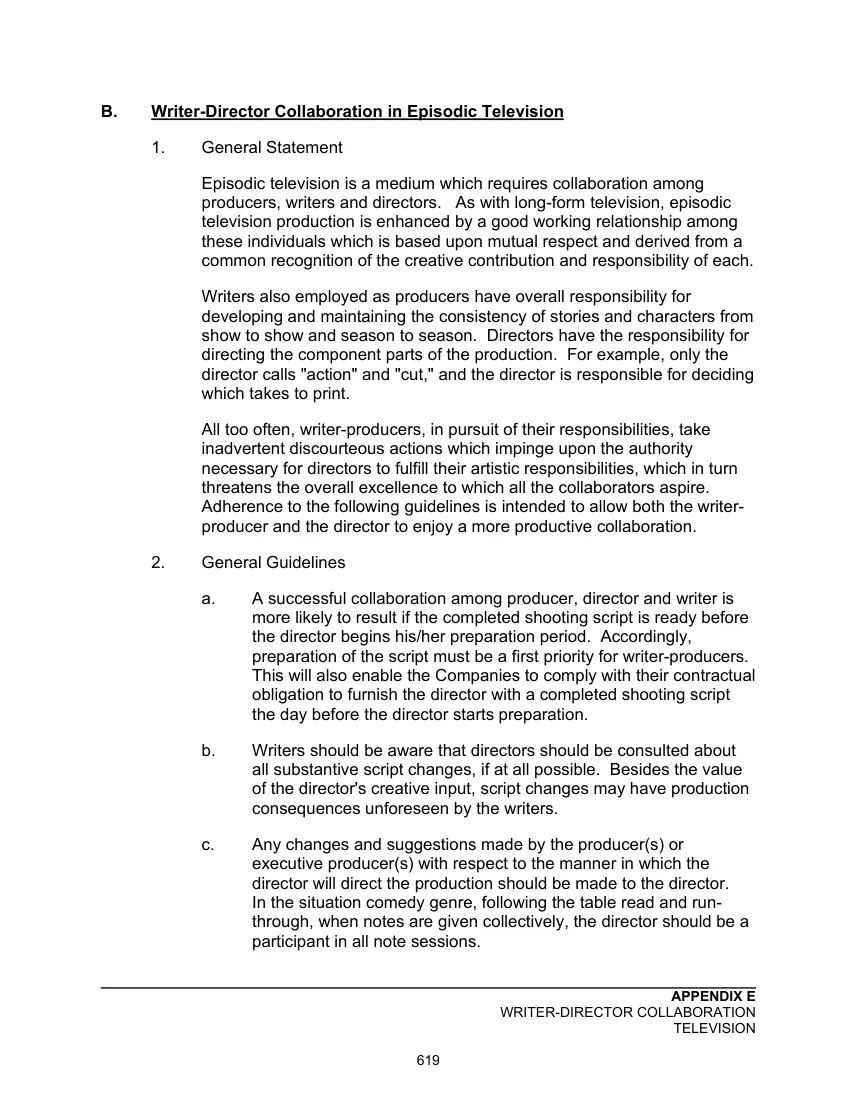 B. Writer-Director Collaboration in Episodic Television
1. General Statement
Episodic television is a medium which requires collaboration among
producers, writers and directors. As with long-form television, episodic
television production is enhanced by a good working relationship among
these individuals which is based upon mutual respect and derived from a
common recognition of the creative contribution and responsibility of each.
Writers also employed as producers have overall responsibility for
developing and maintaining the consistency of stories and characters from
show to show and season to season. Directors have the responsibility for
directing the component parts of the production. For example, only the
director calls "action" and "cut," and the director is responsible for deciding
which takes to print.
All too often, writer-producers, in pursuit of their responsibilities, take
inadvertent discourteous actions which impinge upon the authority
necessary for directors to fulfill their artistic responsibilities, which in turn
threatens the overall excellence to which all the collaborators aspire.
Adherence to the following guidelines is intended to allow both the writer-
producer and the director to enjoy a more productive collaboration.
2. General Guidelines
a. A successful collaboration among producer, director and writer is
more likely to result if the completed shooting script is ready before
the director begins his/her preparation period. Accordingly,
preparation of the script must be a first priority for writer-producers.
This will also enable the Companies to comply with their contractual
obligation to furnish the director with a completed shooting script
the day before the director starts preparation.
b. Writers should be aware that directors should be consulted about
all substantive script changes, if at all possible. Besides the value
of the director's creative input, script changes may have production
consequences unforeseen by the writers.
c. Any changes and suggestions made by the producer(s) or
executive producer(s) with respect to the manner in which the
director will direct the production should be made to the director.
In the situation comedy genre, following the table read and run-
through, when notes are given collectively, the director should be a
participant in all note sessions.
APPENDIX E
WRITER-DIRECTOR COLLABORATION
TELEVISION
619